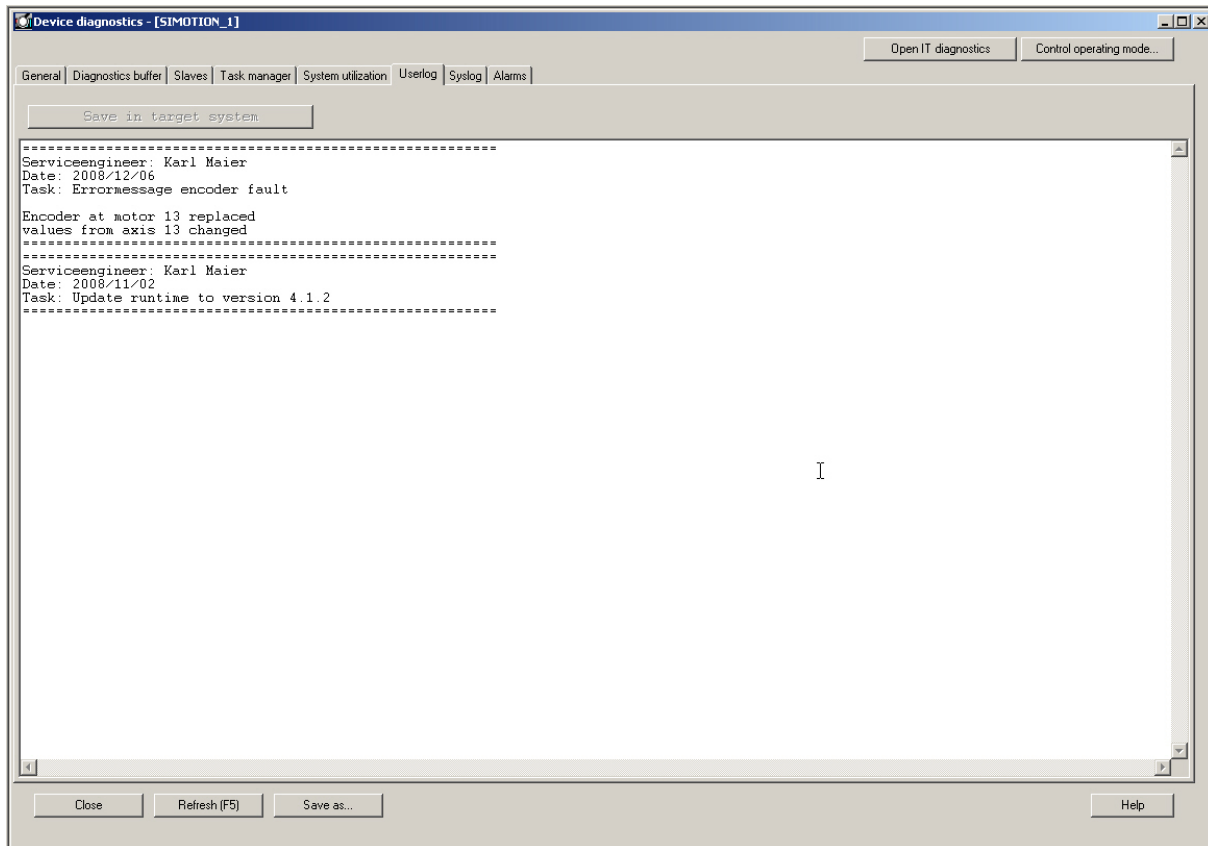 Device diagnostics - [SIMOTION_1]
Open IT diagnostics
Control operating mode...
General
Diagnostics buffer
Slaves
Task manager
System utilization
Userlog
Syslog
Alarms
Save in target system
=========================================================
Serviceengineer: Karl Maier
Date: 2008/12/06
Task: Errormessage encoder fault
Encoder at motor 13 replaced
values from axis 13 changed
=========================================================
=========================================================
Serviceengineer: Karl Maier
Date: 2008/11/02
Task: Update runtime to version 4.1.2
=========================================================
Close
Refresh (F5)
Save as...
Help